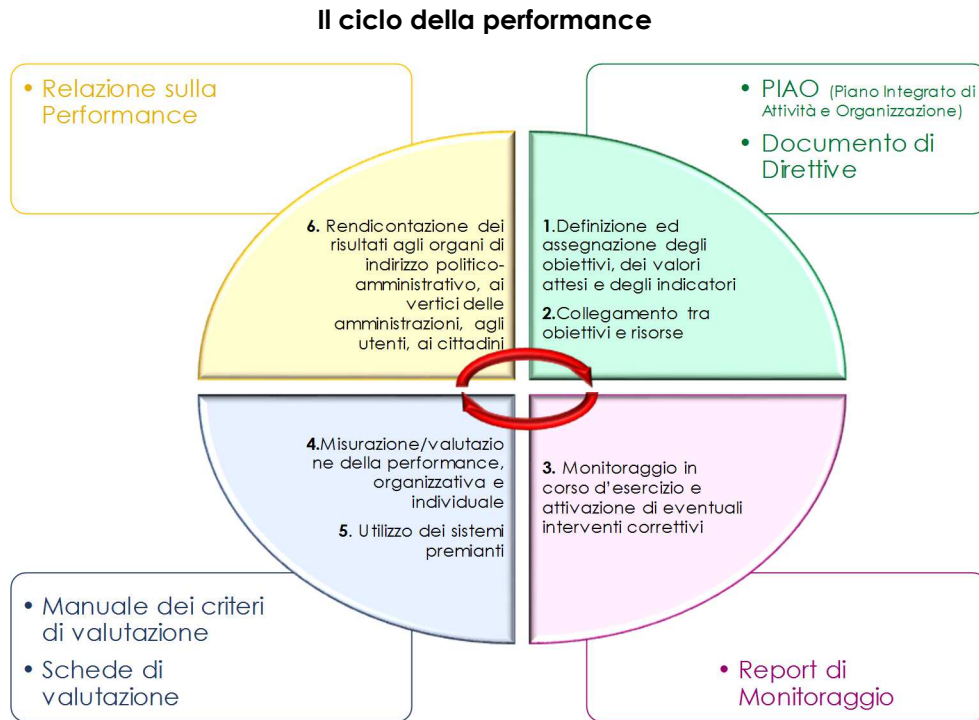 Il ciclo della performance
• Relazione sulla
Performance
• PIAO (Piano Integrato di
Attività e Organizzazione)
• Documento di
Direttive
6. Rendicontazione dei
risultati agli organi di
indirizzo politico-
amministrativo, ai
vertici delle
amministrazioni, agli
utenti, ai cittadini
1.Definizione ed
assegnazione degli
obiettivi, dei valori
attesi e degli indicatori
2.Collegamento tra
obiettivi e risorse
4.Misurazione/valutazio
ne della performance,
organizzativa e
individuale
5. Utilizzo dei sistemi
premianti
3. Monitoraggio in
corso d'esercizio e
attivazione di eventuali
interventi correttivi
• Manuale dei criteri
di valutazione
• Schede di
valutazione
• Report di
Monitoraggio